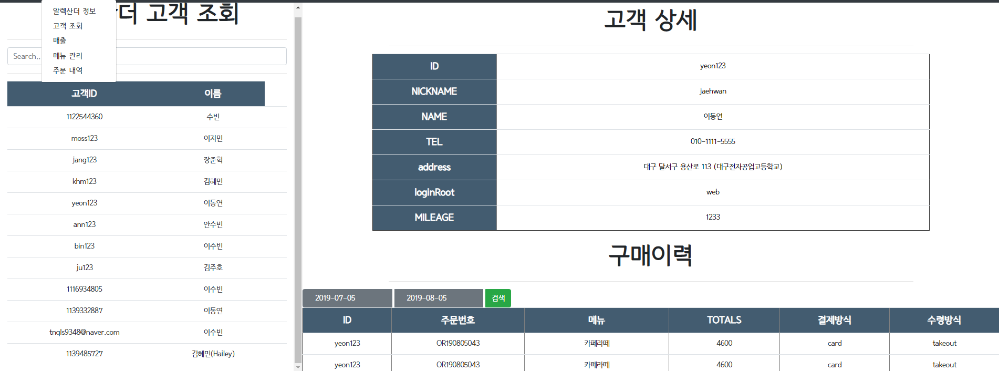 알렉산더 정보
고객 조회
매출
메뉴 관리
주문 내역
더 고객 조회
Search..
고객ID 이름
1122544360 수빈
moss123 이지민
jang123 장준혁
khm123 김혜민
yeon123 이동연
ann123 안수빈
bin123 이수빈
ju123 김주호
1116934805 이수빈
1139332887 이동연
tnqls9348@naver.com 이수빈
1139485727 김혜민(Hailey)
고객 상세
ID yeon123
NICKNAME jaehwan
NAME 이동연
TEL 010-1111-5555
address 대구 달서구 용산로 113 (대구전자공업고등학교)
loginRoot web
MILEAGE 1233
구매이력
2019-07-05 2019-08-05 검색
ID 주문번호 메뉴 TOTALS 결제방식 수령방식
yeon123 OR190805043 카페라떼 4600 card takeout
yeon123 OR190805043 카페라떼 4600 card takeout